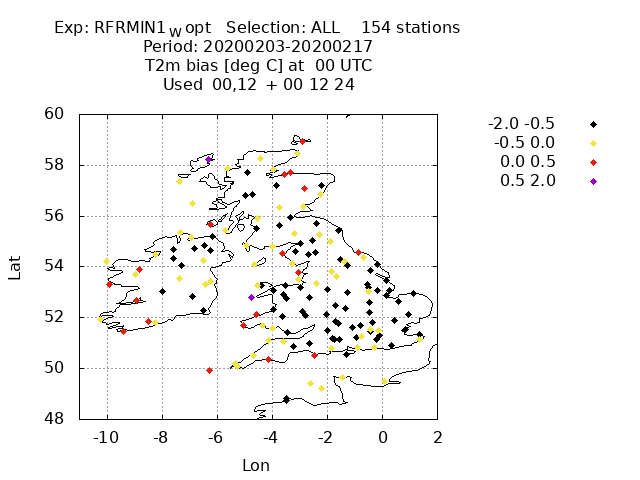 Exp: RFRMIN1_W opt Selection: ALL 154 stations
Period: 20200203-20200217
T2m bias [deg C] at 00 UTC
Used 00,12 + 00 12 24
-2.0 -0.5
-0.5 0.0
0.0 0.5
0.5 2.0
60
58
56
54
52
50
48
Lat
-10 -8 -6 -4 -2 0 2
Lon